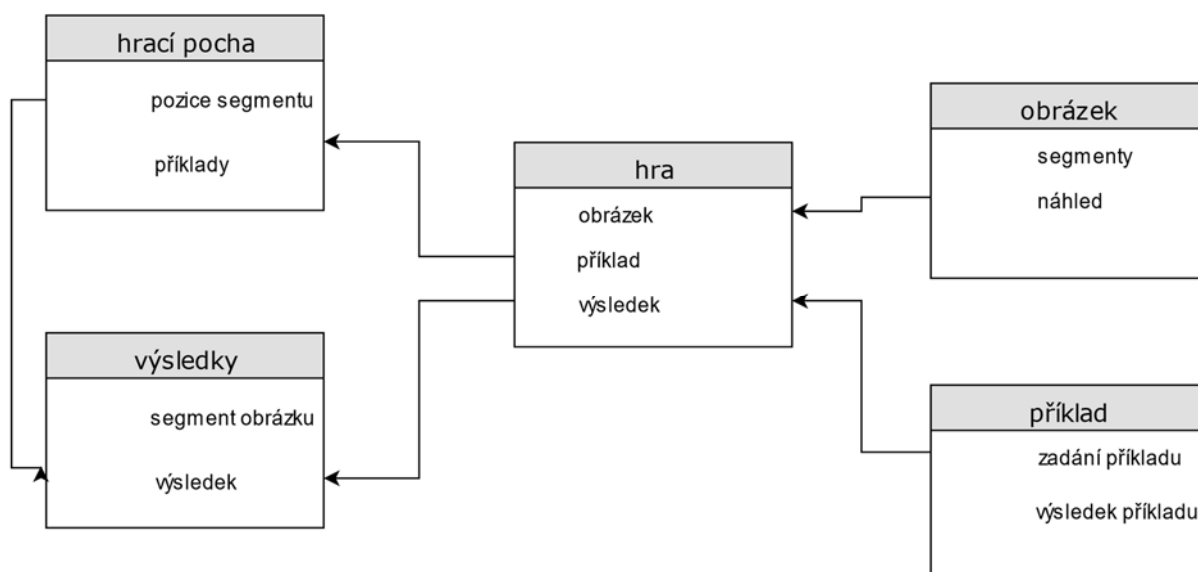 hrací pocha
pozice segmentu
příklady
výsledky
segment obrázku
výsledek
hra
obrázek
příklad
výsledek
obrázek
segmenty
náhled
příklad
zadání příkladu
výsledek příkladu